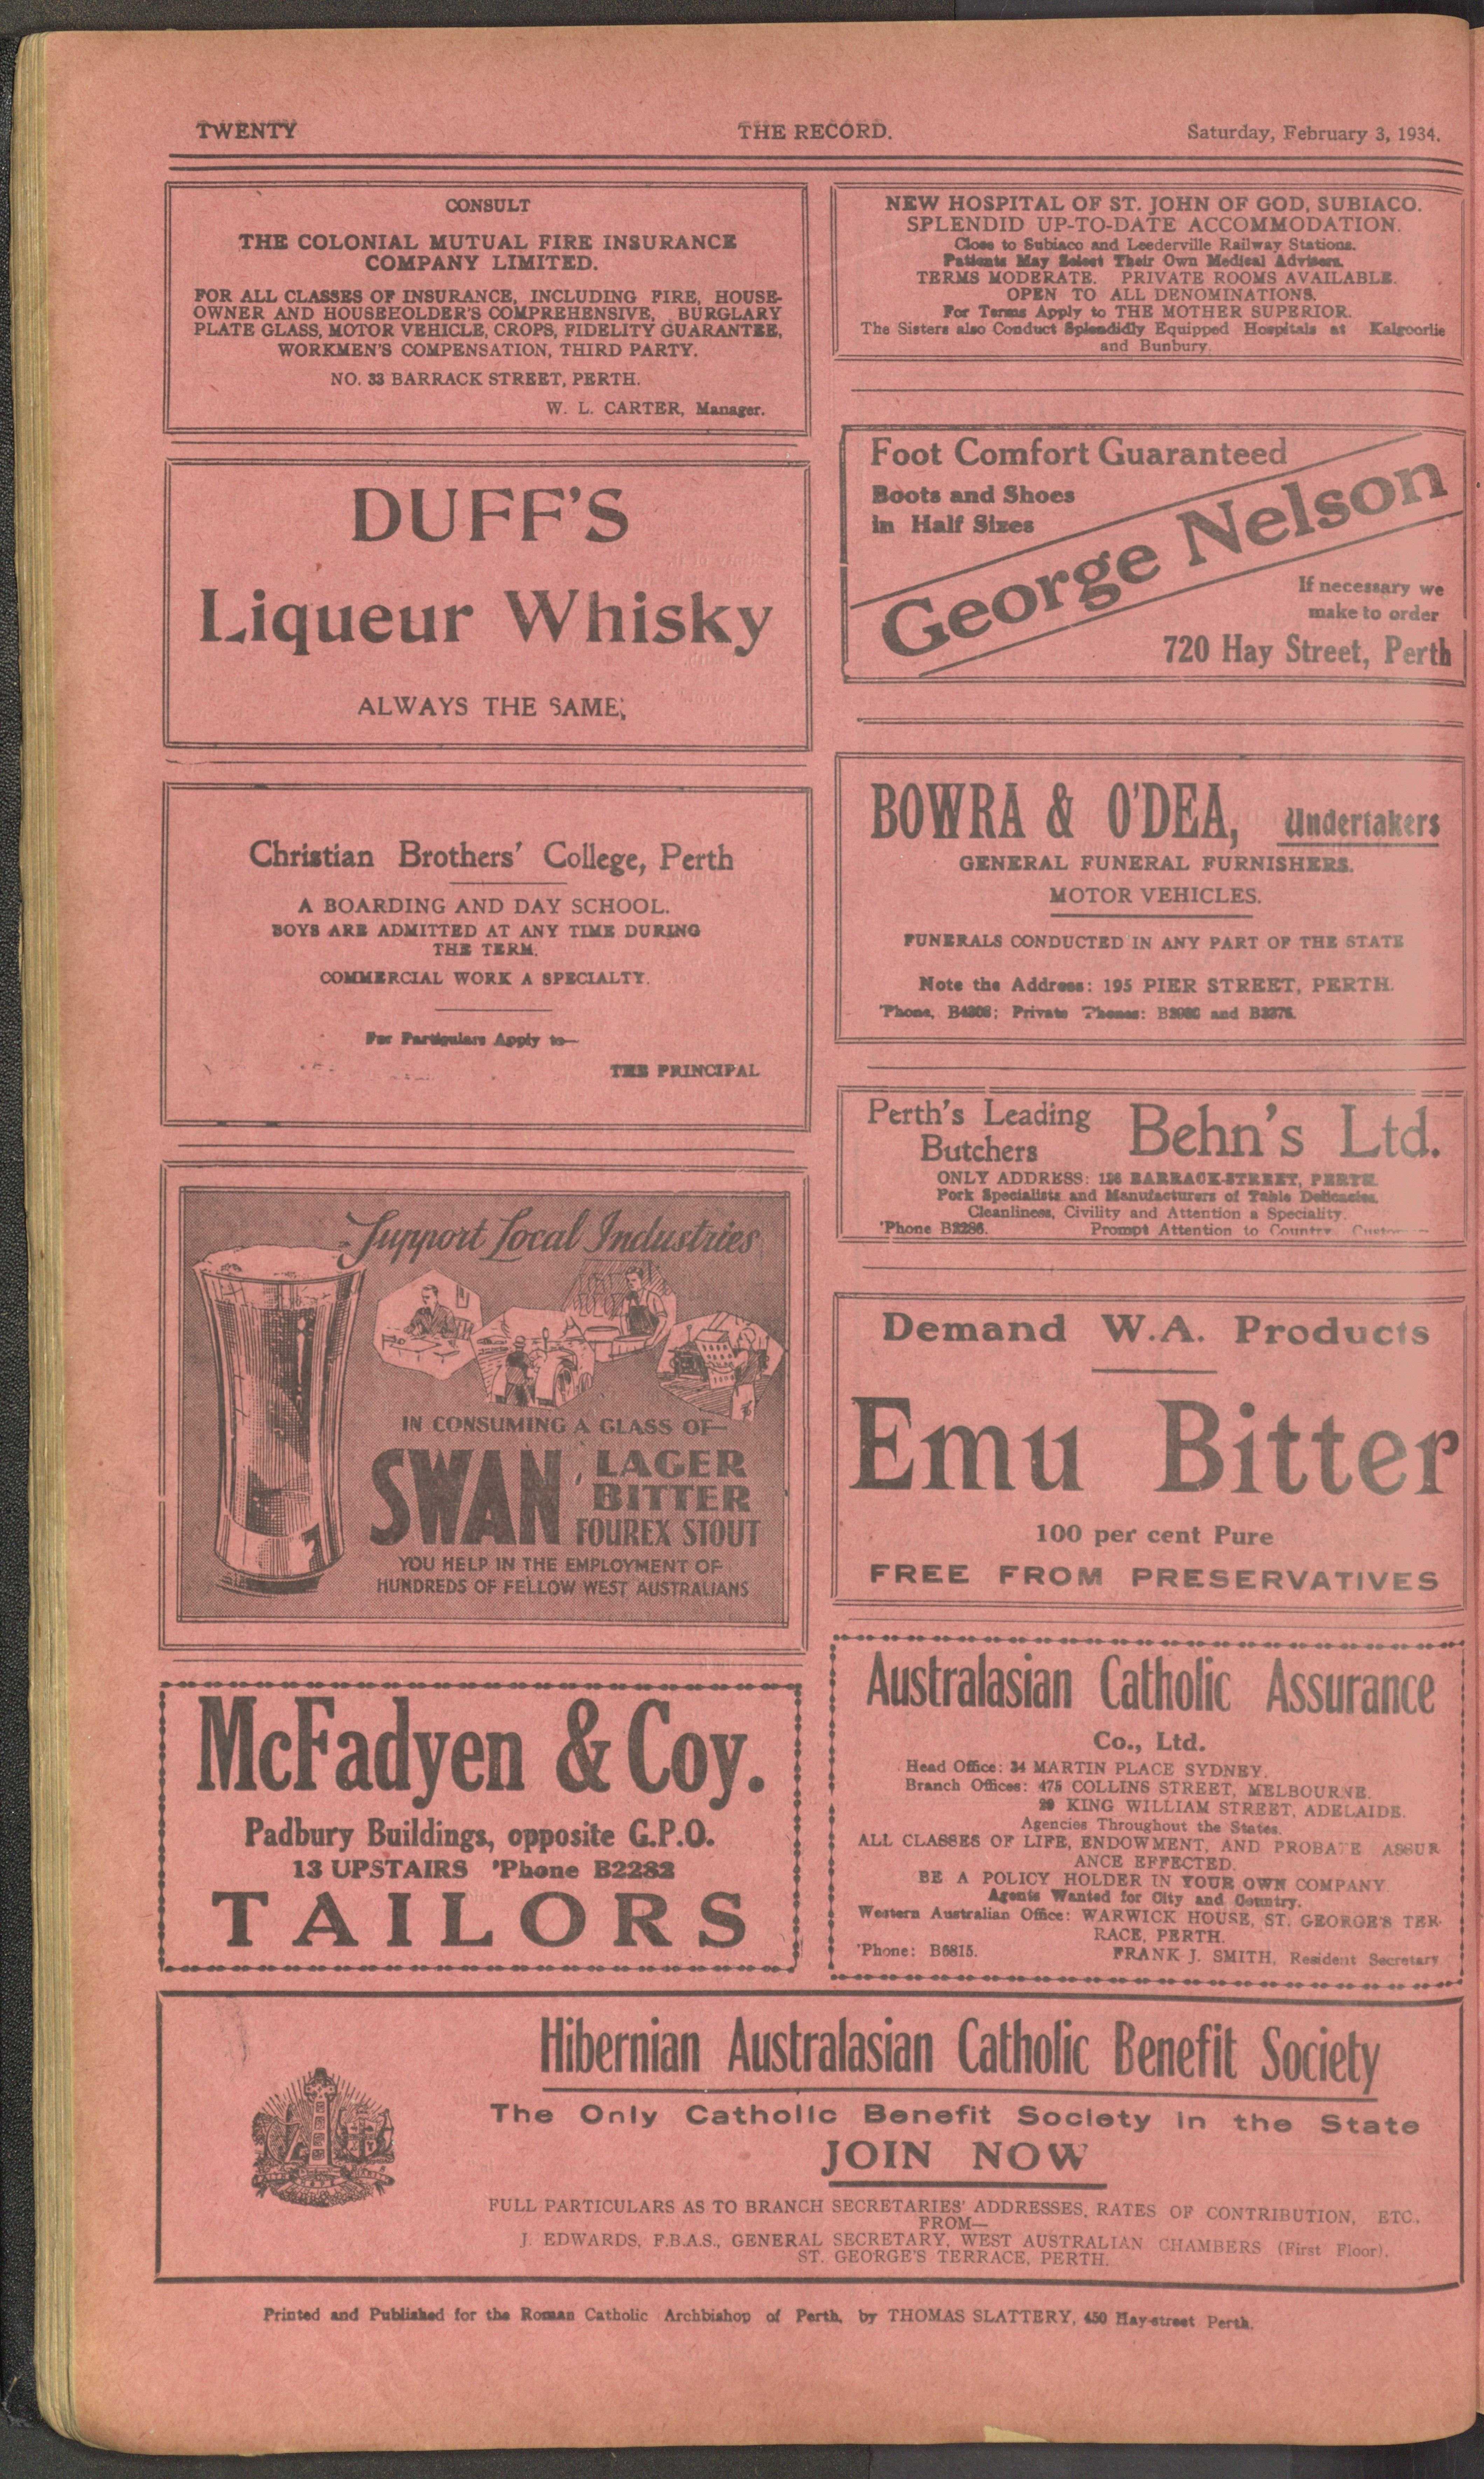 TWENTY
THE RECORD.
Saturday, February 3, 1934.
CONSULT
THE COLONIAL MUTUAL FIRE INSURANCE
COMPANY LIMITED.
FOR ALL CLASSES OF INSURANCE, INCLUDING FIRE, HOUSE-
OWNER AND HOUSEHOLDER'S COMPREHENSIVE, BURGLARY
PLATE GLASS, MOTOR VEHICLE, CROPS, FIDELITY GUARANTEE,
WORKMEN'S COMPENSATION, THIRD PARTY.
NO. 33 BARRACK STREET, PERTH.
W. L. CARTER, Manager.
DUFF'S
Liqueur Whisky
ALWAYS THE SAME;
Christian Brothers' College, Perth
A BOARDING AND DAY SCHOOL.
BOYS ARE ADMITTED AT ANY TIME DURING
THE TERM.
COMMERCIAL WORK A SPECIALTY.
For Particulars Apply to—
THE PRINCIPAL
Support Local Industries
IN CONSUMING A GLASS OF—
SWAN LAGER
BITTER
FOUREX STOUT
YOU HELP IN THE EMPLOYMENT OF
HUNDREDS OF FELLOW WEST AUSTRALIANS
McFadyen & Coy.
Padbury Buildings, opposite G.P.O.
13 UPSTAIRS 'Phone B2282
TAILORS
NEW HOSPITAL OF ST. JOHN OF GOD, SUBIACO.
SPLENDID UP-TO-DATE ACCOMMODATION.
Close to Subiaco and Leederville Railway Stations.
Patients May Select Their Own Medical Advisers.
TERMS MODERATE. PRIVATE ROOMS AVAILABLE.
OPEN TO ALL DENOMINATIONS.
For Terms Apply to THE MOTHER SUPERIOR.
The Sisters also Conduct Splendidly Equipped Hospitals at Kalgoorlie
and Bunbury.
Foot Comfort Guaranteed
Boots and Shoes
in Half Sizes
George Nelson
If necessary we
make to order
720 Hay Street, Perth
BOWRA & O'DEA, Undertakers
GENERAL FUNERAL FURNISHERS.
MOTOR VEHICLES.
FUNERALS CONDUCTED IN ANY PART OF THE STATE
Note the Address: 195 PIER STREET, PERTH.
'Phone, B4308; Private 'Phones: and B3376.
Perth's Leading
Butchers
Behn's Ltd.
ONLY ADDRESS: BARRACK-STREET, PERTH
Pork Specialists and Manufacturers of Table Delicacies.
Cleanliness, Civility and Attention a Speciality.
'Phone B2286. Prompt Attention to Country
Demand W.A. Products
Emu Bitter
100 per cent Pure
FREE FROM PRESERVATIVES
Australasian Catholic Assurance
Co., Ltd.
Head Office: 34 MARTIN PLACE SYDNEY.
Branch Offices: 475 COLLINS STREET, MELBOURNE.
29 KING WILLIAM STREET, ADELAIDE.
Agencies Throughout the States.
ALL CLASSES OF LIFE, ENDOWMENT, AND PROBATE ASSUR
ANCE EFFECTED.
BE A POLICY HOLDER IN YOUR OWN COMPANY
Agents Wanted for City and Country.
Western Australian Office: WARWICK HOUSE, ST. GEORGE'S TER-
RACE, PERTH.
'Phone: B6815. FRANK J. SMITH, Resident Secretary
Hibernian Australasian Catholic Benefit Society
The Only Catholic Benefit Society in the State
JOIN NOW
FULL PARTICULARS AS TO BRANCH SECRETARIES' ADDRESSES, RATES OF CONTRIBUTION, ETC.
FROM—
J. EDWARDS, F.B.A.S., GENERAL SECRETARY, WEST AUSTRALIAN CHAMBERS (First Floor),
ST. GEORGE'S TERRACE, PERTH.
Printed and Published for the Roman Catholic Archbishop of Perth, by THOMAS SLATTERY, 450 Hay-street Perth.